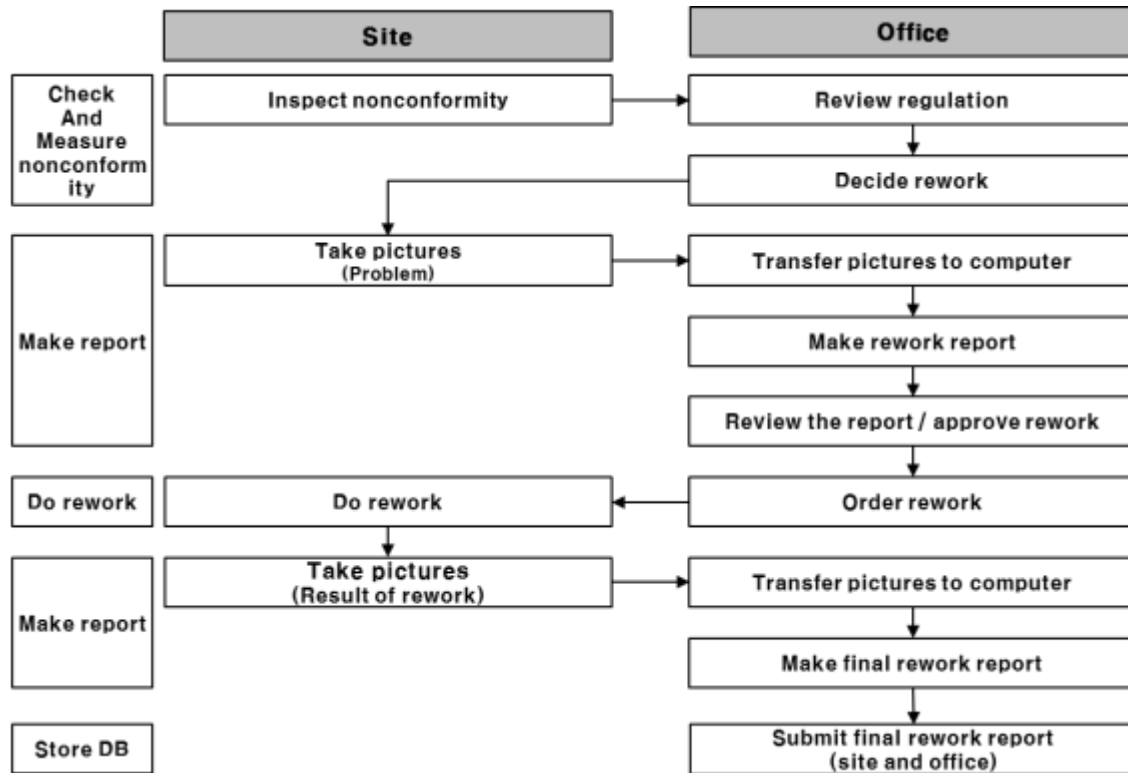 Site
Office
Check
And
Measure
nonconform
ity
Inspect nonconformity
Review regulation
Decide rework
Make report
Take pictures
(Problem)
Transfer pictures to computer
Make rework report
Review the report / approve rework
Do rework
Do rework
Order rework
Make report
Take pictures
(Result of rework)
Transfer pictures to computer
Make final rework report
Store DB
Submit final rework report
(site and office)